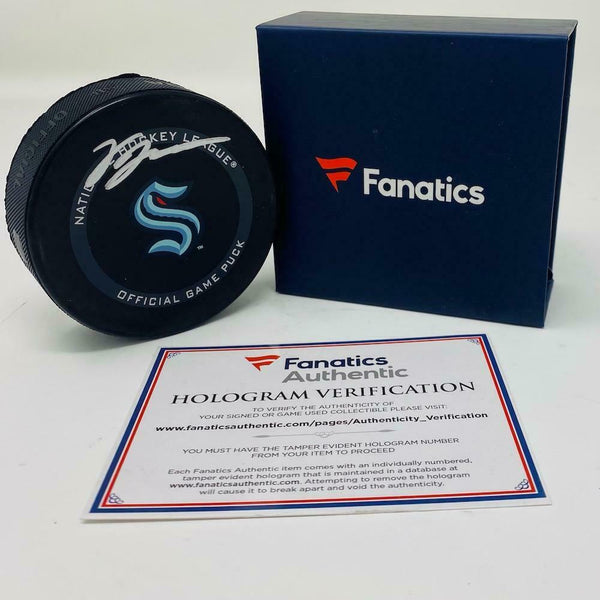 NATIONAL HOCKEY LEAGUE®
OFFICIAL GAME PUCK
™
OFFICIAL
Fanatics
Fanatics
Authentic
HOLOGRAM VERIFICATION
TO VERIFY THE AUTHENTICITY OF
YOUR SIGNED OR GAME USED COLLECTIBLE PLEASE VISIT:
www.fanaticsauthentic.com/pages/Authenticity_Verification
YOU MUST HAVE THE TAMPER EVIDENT HOLOGRAM NUMBER
FROM YOUR ITEM TO PROCEED
Each Fanatics Authentic item comes with an individually numbered,
tamper evident hologram that is maintained in a database at
www.fanaticsauthentic.com. Attempting to remove the hologram
will cause it to break apart and void the authenticity.